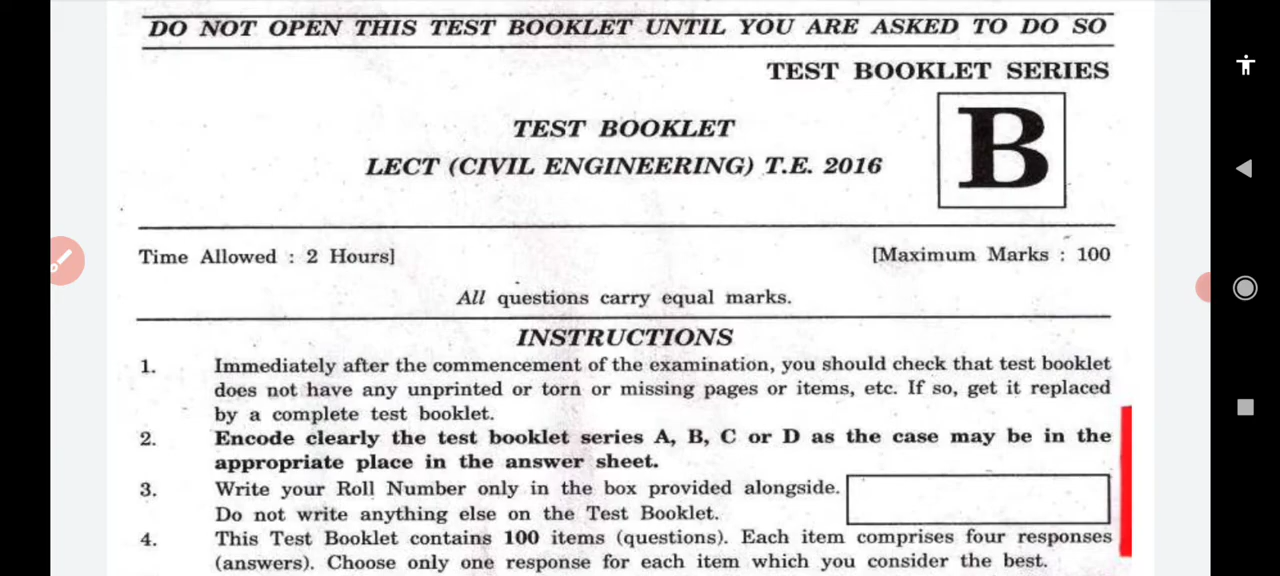 DO NOT OPEN THIS TEST BOOKLET UNTIL YOU ARE ASKED TO DO SO
TEST BOOKLET SERIES
B
TEST BOOKLET
LECT (CIVIL ENGINEERING) T.E. 2016
Time Allowed : 2 Hours]
[Maximum Marks : 100
All questions carry equal marks.
INSTRUCTIONS
1. Immediately after the commencement of the examination, you should check that test booklet
does not have any unprinted or torn or missing pages or items, etc. If so, get it replaced
by a complete test booklet.
2. Encode clearly the test booklet series A, B, C or D as the case may be in the
appropriate place in the answer sheet.
3. Write your Roll Number only in the box provided alongside.
Do not write anything else on the Test Booklet.
4. This Test Booklet contains 100 items (questions). Each item comprises four responses
(answers). Choose only one response for each item which you consider the best.